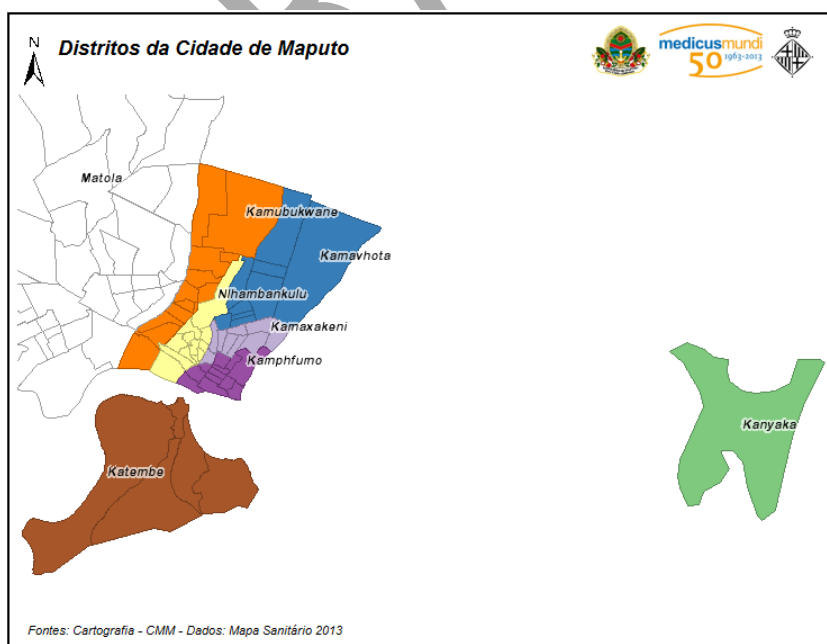 N
Distritos da Cidade de Maputo
medicusmundi
50 1963-2013
Matola
Kamubukwane
Kamavhota
Nlhambankulu
Kamaxakeni
Kamphfumo
Kanyaka
Katembe
Fontes: Cartografia - CMM - Dados: Mapa Sanitário 2013